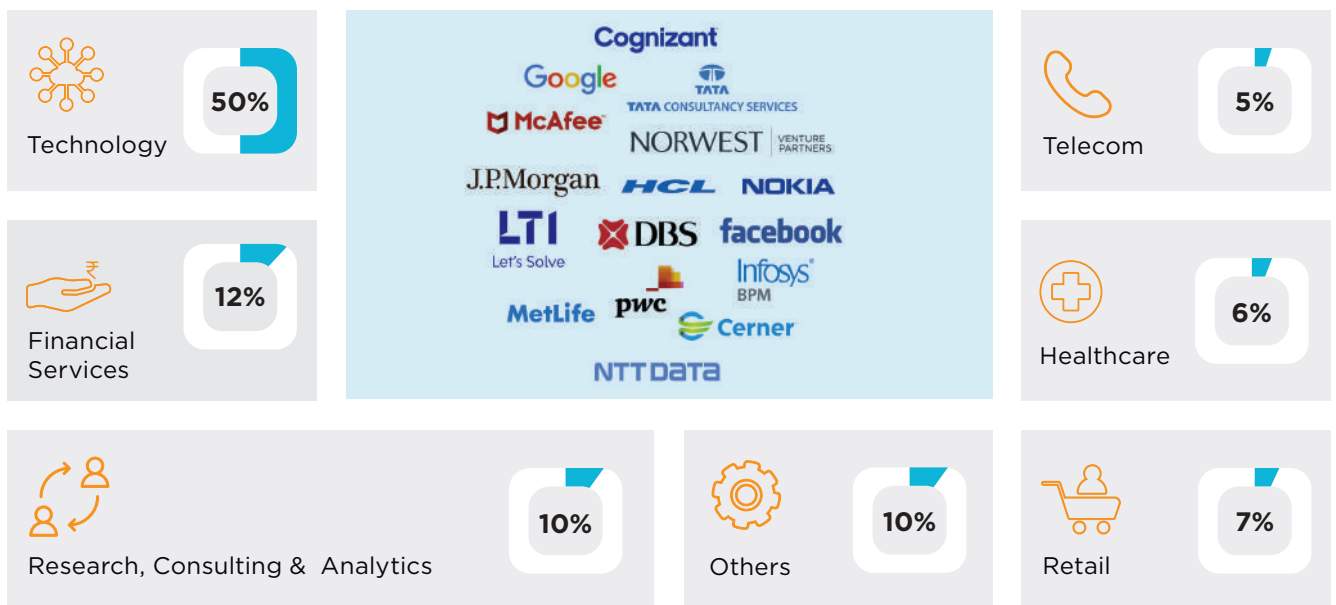 50%
Technology
₹
12%
Financial
Services
Cognizant
Google
TATA
TATA CONSULTANCY SERVICES
McAfee
NORWEST VENTURE
PARTNERS
J.P.Morgan HCL NOKIA
LTI
Let's Solve
DBS
facebook
Infosys®
BPM
MetLife
pwc
Cerner
NTT DATA
5%
Telecom
6%
Healthcare
10%
Research, Consulting & Analytics
10%
Others
7%
Retail